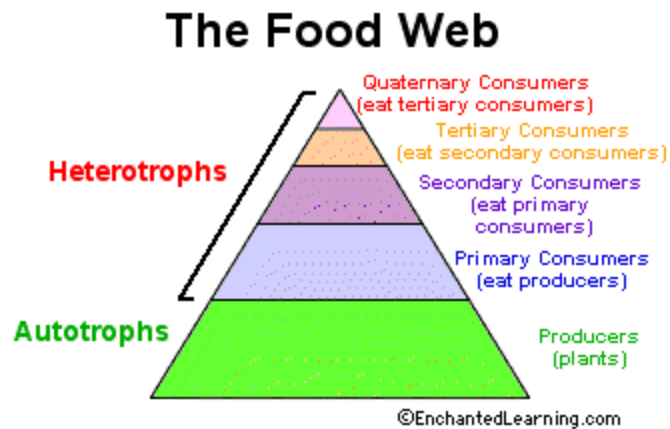 The Food Web
Quaternary Consumers
(eat tertiary consumers)
Tertiary Consumers
(eat secondary consumers)
Heterotrophs
Secondary Consumers
(eat primary
consumers)
Primary Consumers
(eat producers)
Autotrophs
Producers
(plants)
©EnchantedLearning.com